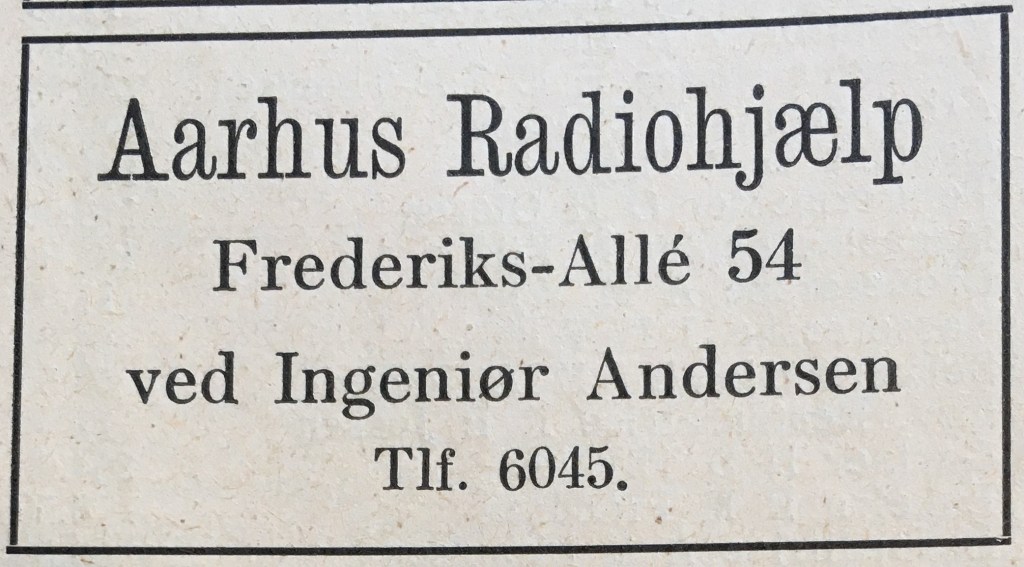 Aarhus Radiohjælp
Frederiks-Allé 54
ved Ingeniør Andersen
Tlf. 6045.